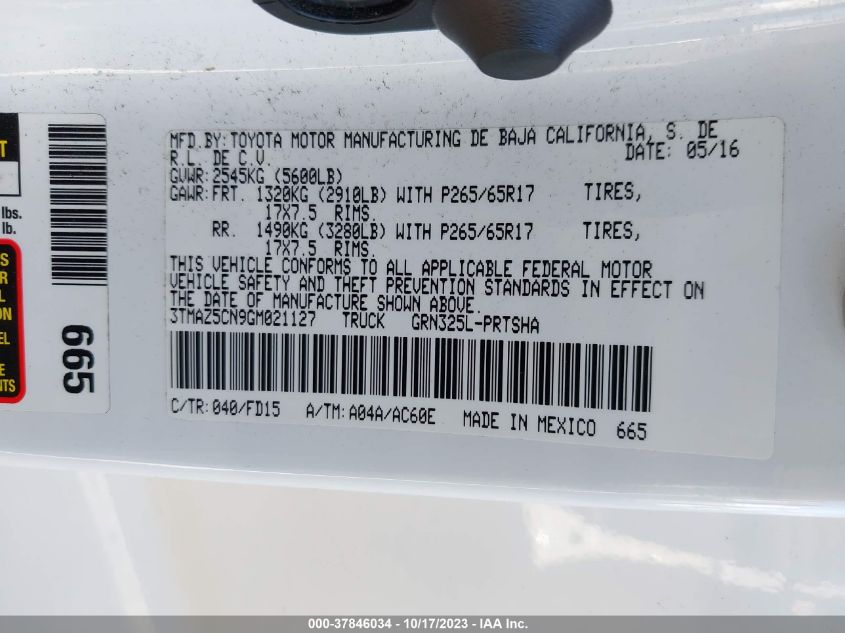 MFD.BY:TOYOTA MOTOR MANUFACTURING DE BAJA CALIFORNIA, S. DE
R.L. DE C.V. DATE: 05/16
GVWR:2545KG (5600LB)
GAWR:FRT. 1320KG (2910LB) WITH P265/65R17 TIRES,
17X7.5 RIMS.
RR. 1490KG (3280LB) WITH P265/65R17 TIRES,
17X7.5 RIMS.
THIS VEHICLE CONFORMS TO ALL APPLICABLE FEDERAL MOTOR
VEHICLE SAFETY AND THEFT PREVENTION STANDARDS IN EFFECT ON
THE DATE OF MANUFACTURE SHOWN ABOVE.
3TMAZ5CN9GM021127 TRUCK GRN325L-PRTSHA
C/TR:040/FD15 A/TM:A04A/AC60E MADE IN MEXICO 665
lbs.
lb.
665
000-37846034 - 10/17/2023 - IAA Inc.